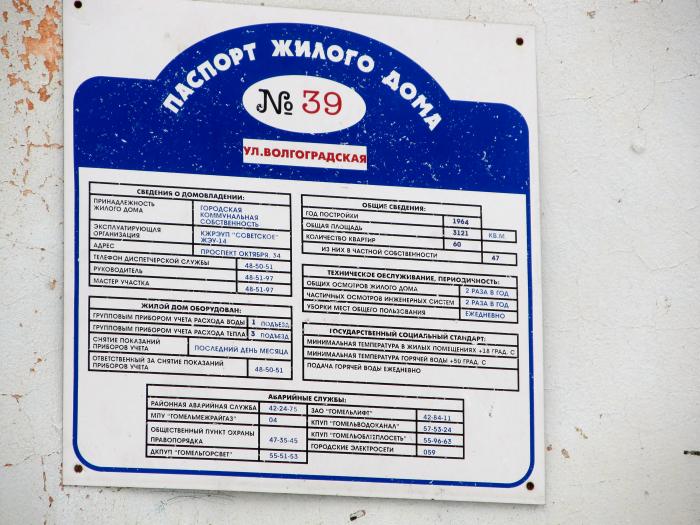 ПАСПОРТ ЖИЛОГО ДОМА
№ 39
УЛ.ВОЛГОГРАДСКАЯ
СВЕДЕНИЯ О ДОМОВЛАДЕНИИ:
ПРИНАДЛЕЖНОСТЬ ЖИЛОГО ДОМА ГОРОДСКАЯ КОММУНАЛЬНАЯ СОБСТВЕННОСТЬ
ЭКСПЛУАТИРУЮЩАЯ ОРГАНИЗАЦИЯ КЖРЭУП "СОВЕТСКОЕ" ЖЭУ-14
АДРЕС ПРОСПЕКТ ОКТЯБРЯ, 34
ТЕЛЕФОН ДИСПЕТЧЕРСКОЙ СЛУЖБЫ 48-50-51
РУКОВОДИТЕЛЬ 48-51-97
МАСТЕР УЧАСТКА 48-51-97
ЖИЛОЙ ДОМ ОБОРУДОВАН:
ГРУППОВЫМ ПРИБОРОМ УЧЕТА РАСХОДА ВОДЫ 1 ПОДЪЕЗД
ГРУППОВЫМ ПРИБОРОМ УЧЕТА РАСХОДА ТЕПЛА 3 ПОДЪЕЗД
СНЯТИЕ ПОКАЗАНИЙ ПРИБОРОВ УЧЕТА ПОСЛЕДНИЙ ДЕНЬ МЕСЯЦА
ОТВЕТСТВЕННЫЙ ЗА СНЯТИЕ ПОКАЗАНИЙ ПРИБОРОВ УЧЕТА 48-50-51
ОБЩИЕ СВЕДЕНИЯ:
ГОД ПОСТРОЙКИ 1964
ОБЩАЯ ПЛОЩАДЬ 3121 КВ.М.
КОЛИЧЕСТВО КВАРТИР 60
ИЗ НИХ В ЧАСТНОЙ СОБСТВЕННОСТИ 47
ТЕХНИЧЕСКОЕ ОБСЛУЖИВАНИЕ, ПЕРИОДИЧНОСТЬ:
ОБЩИХ ОСМОТРОВ ЖИЛОГО ДОМА 2 РАЗА В ГОД
ЧАСТИЧНЫХ ОСМОТРОВ ИНЖЕНЕРНЫХ СИСТЕМ 2 РАЗА В ГОД
УБОРКИ МЕСТ ОБЩЕГО ПОЛЬЗОВАНИЯ ЕЖЕДНЕВНО
ГОСУДАРСТВЕННЫЙ СОЦИАЛЬНЫЙ СТАНДАРТ:
МИНИМАЛЬНАЯ ТЕМПЕРАТУРА В ЖИЛЫХ ПОМЕЩЕНИЯХ +18 ГРАД. С
МИНИМАЛЬНАЯ ТЕМПЕРАТУРА ГОРЯЧЕЙ ВОДЫ +50 ГРАД. С
ПОДАЧА ГОРЯЧЕЙ ВОДЫ ЕЖЕДНЕВНО
АВАРИЙНЫЕ СЛУЖБЫ:
РАЙОННАЯ АВАРИЙНАЯ СЛУЖБА 42-24-75
МПУ "ГОМЕЛЬМЕЖРАЙГАЗ" 04
ОБЩЕСТВЕННЫЙ ПУНКТ ОХРАНЫ ПРАВОПОРЯДКА 47-35-45
ДКПУП "ГОМЕЛЬГОРСВЕТ" 55-51-53
ЗАО "ГОМЕЛЬЛИФТ" 42-84-11
КПУП "ГОМЕЛЬВОДОКАНАЛ" 57-53-24
КПУП "ГОМЕЛЬОБЛТЕПЛОСЕТЬ" 55-96-63
ГОРОДСКИЕ ЭЛЕКТРОСЕТИ 059